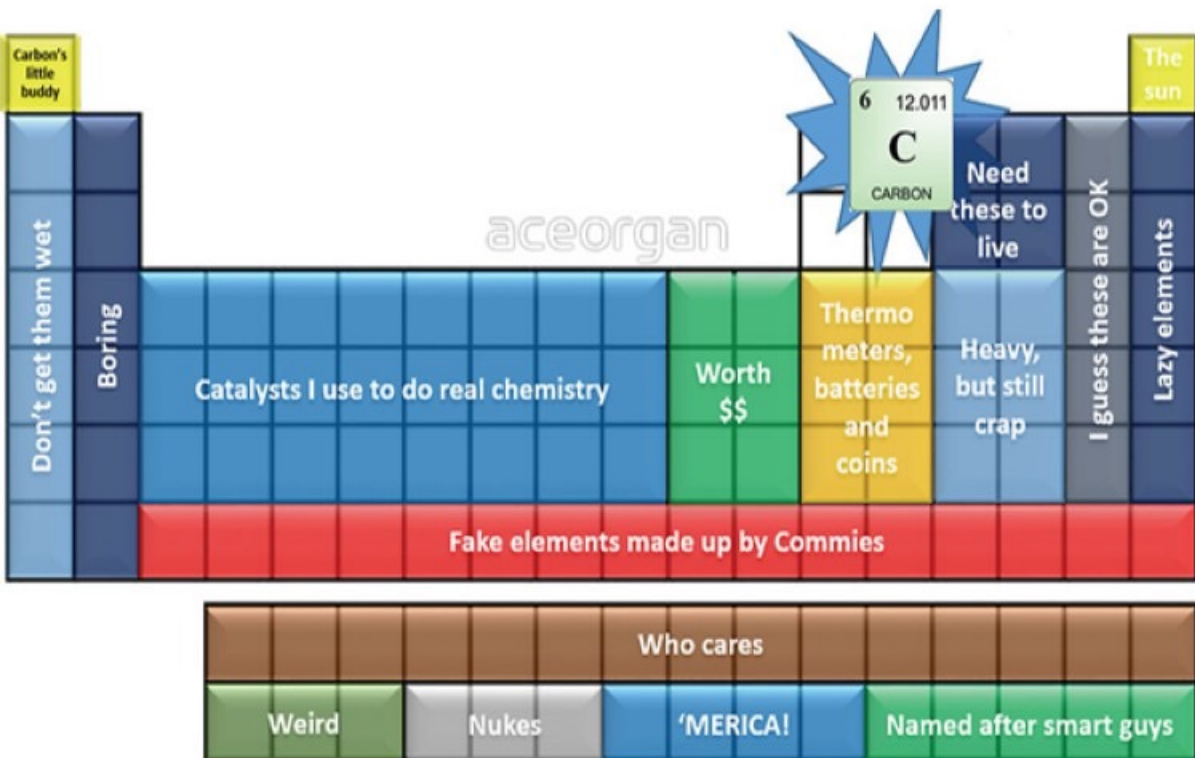 Carbon's
little
buddy
The
sun
6 12.011
C
CARBON
Need
these to
live
aceorgan
Don't get them wet
Boring
Catalysts I use to do real chemistry
Worth
$$
Thermo
meters,
batteries
and
coins
Heavy,
but still
crap
I guess these are OK
Lazy elements
Fake elements made up by Commies
Who cares
Weird
Nukes
‘MERICA!
Named after smart guys